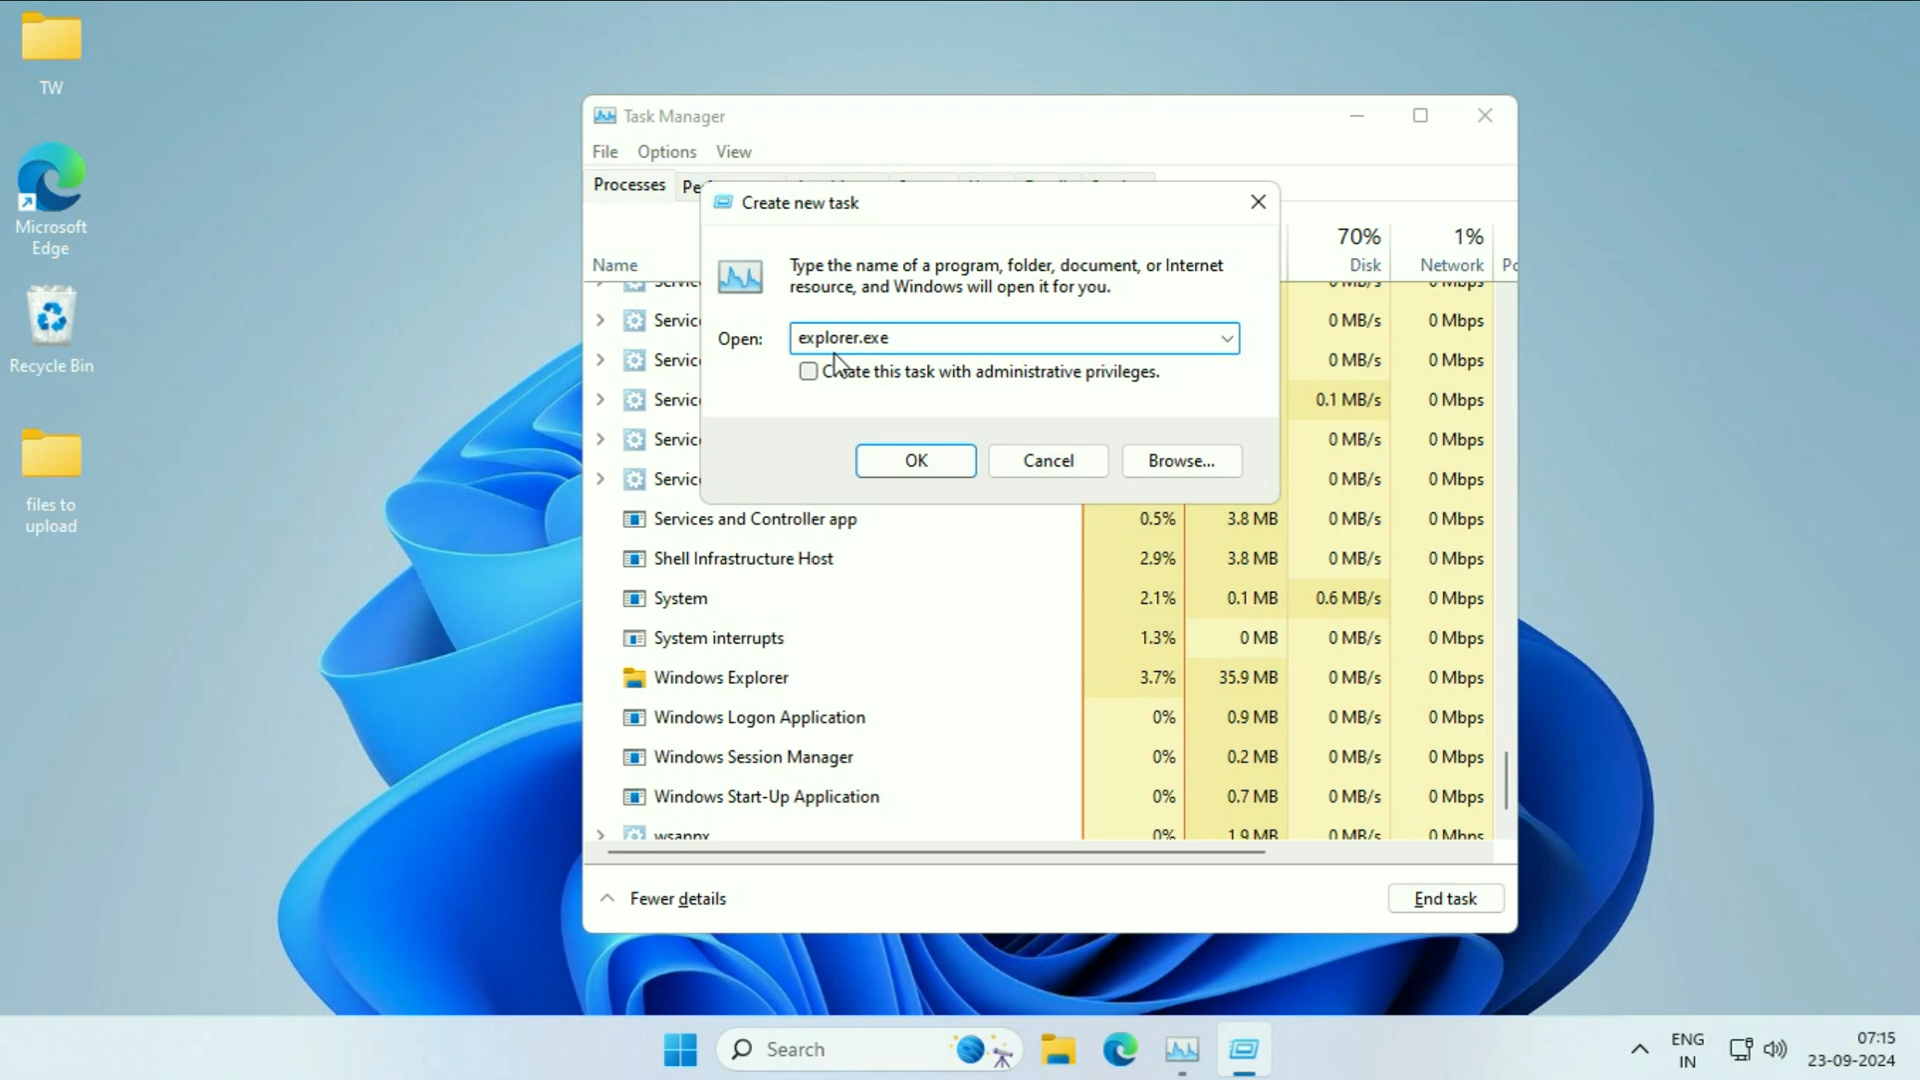 TW
Microsoft
Edge
Recycle Bin
files to
upload
Task Manager
File Options View
Processes
Create new task
Type the name of a program, folder, document, or Internet
resource, and Windows will open it for you.
Open: explorer.exe
Create this task with administrative privileges.
OK Cancel Browse...
70% 1%
Name Disk Network
0 MB/s 0 Mbps
Servic 0 MB/s 0 Mbps
Servic 0 MB/s 0 Mbps
Servic 0.1 MB/s 0 Mbps
Servic 0 MB/s 0 Mbps
Servic 0 MB/s 0 Mbps
Services and Controller app 0.5% 3.8 MB 0 MB/s 0 Mbps
Shell Infrastructure Host 2.9% 3.8 MB 0 MB/s 0 Mbps
System 2.1% 0.1 MB 0.6 MB/s 0 Mbps
System interrupts 1.3% 0 MB 0 MB/s 0 Mbps
Windows Explorer 3.7% 35.9 MB 0 MB/s 0 Mbps
Windows Logon Application 0% 0.9 MB 0 MB/s 0 Mbps
Windows Session Manager 0% 0.2 MB 0 MB/s 0 Mbps
Windows Start-Up Application 0% 0.7 MB 0 MB/s 0 Mbps
wsappx 0% 1.9 MB 0 MB/s 0 Mbps
Fewer details End task
Search
ENG
IN
07:15
23-09-2024